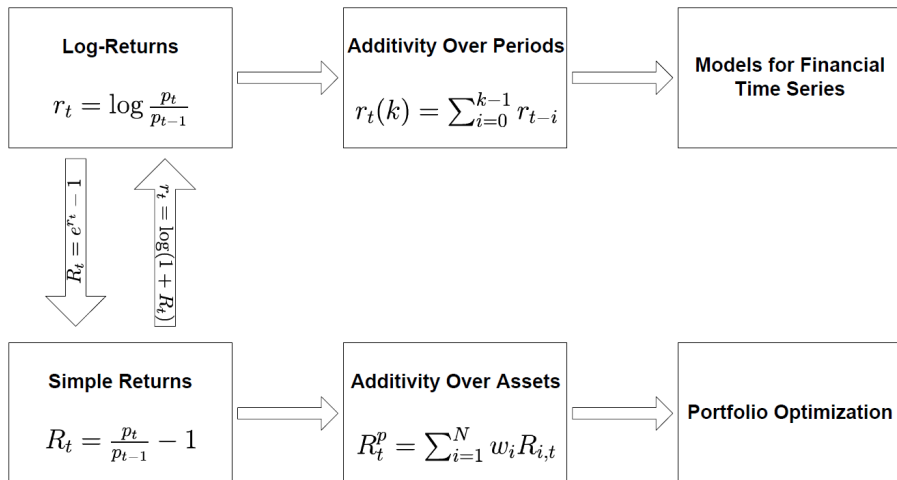 Log-Returns
r_t = log p_t/p_{t−1}
Additivity Over Periods
r_t(k) = ∑_{i=0}^{k−1} r_{t−i}
Models for Financial
Time Series
R_t = e^{r_t} − 1
r_t = log(1 + R_t)
Simple Returns
R_t = p_t/p_{t−1} − 1
Additivity Over Assets
R_t^p = ∑_{i=1}^{N} w_i R_{i,t}
Portfolio Optimization